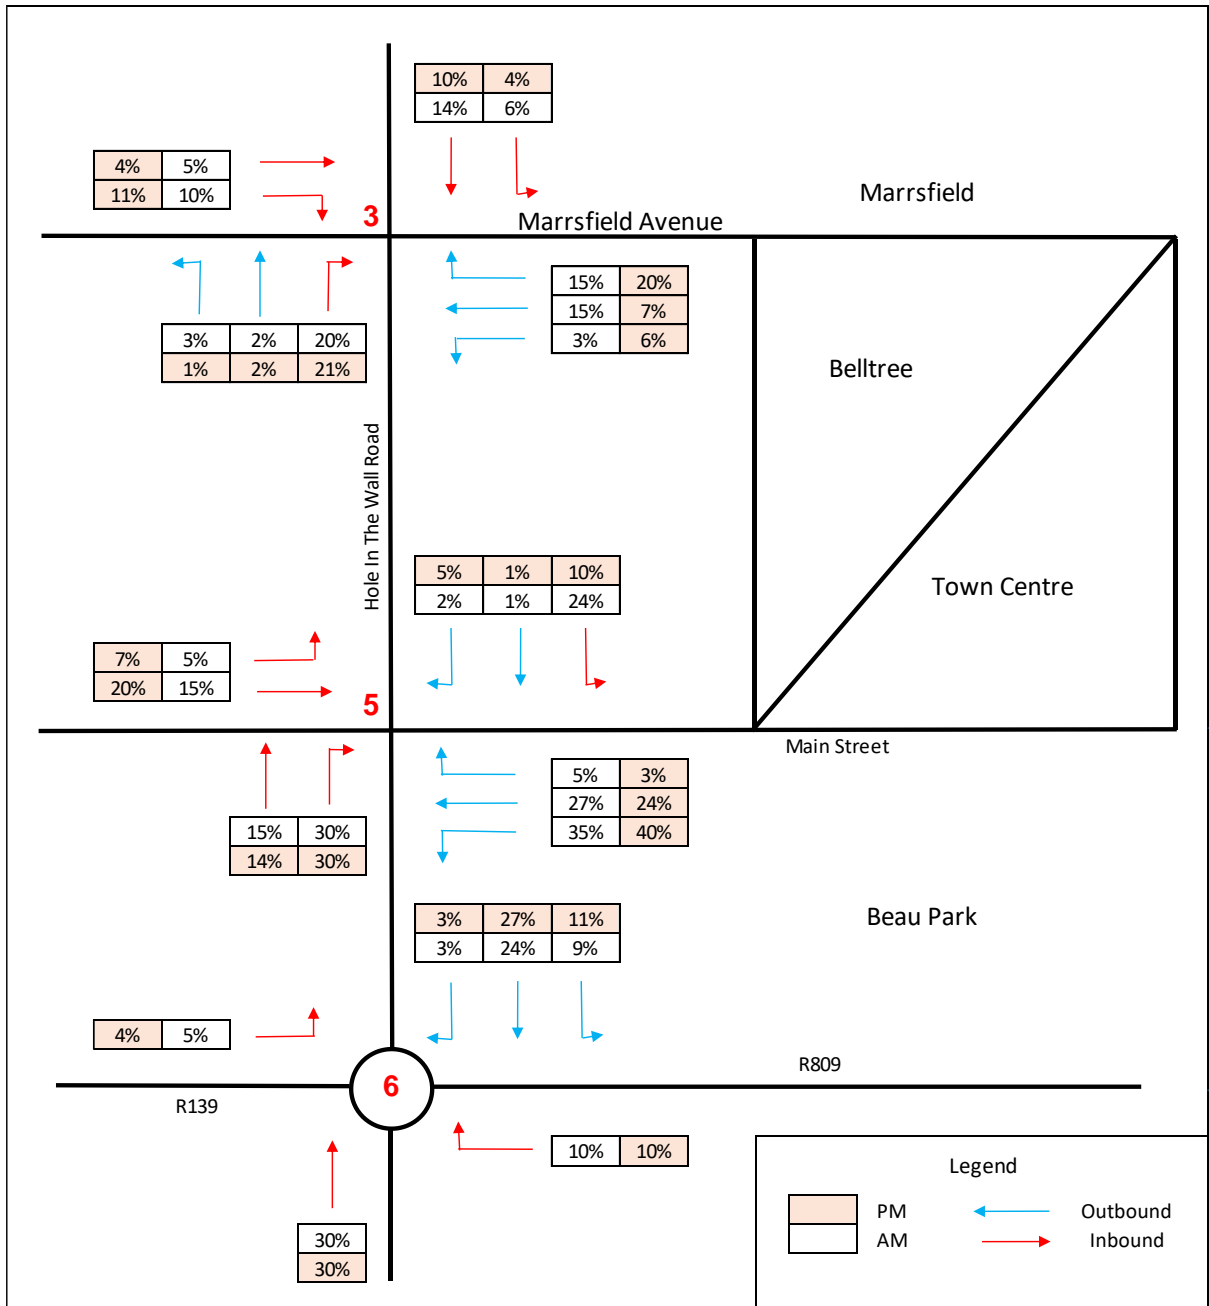 10% 4%
14% 6%
4% 5%
11% 10%
3
Marrsfield
Marrsfield Avenue
15% 20%
15% 7%
3% 6%
3% 2% 20%
1% 2% 21%
Belltree
Hole In The Wall Road
5% 1% 10%
2% 1% 24%
Town Centre
7% 5%
20% 15%
5
Main Street
5% 3%
27% 24%
35% 40%
15% 30%
14% 30%
3% 27% 11%
3% 24% 9%
Beau Park
4% 5%
R809
6
R139
10% 10%
30%
30%
Legend
PM Outbound
AM Inbound